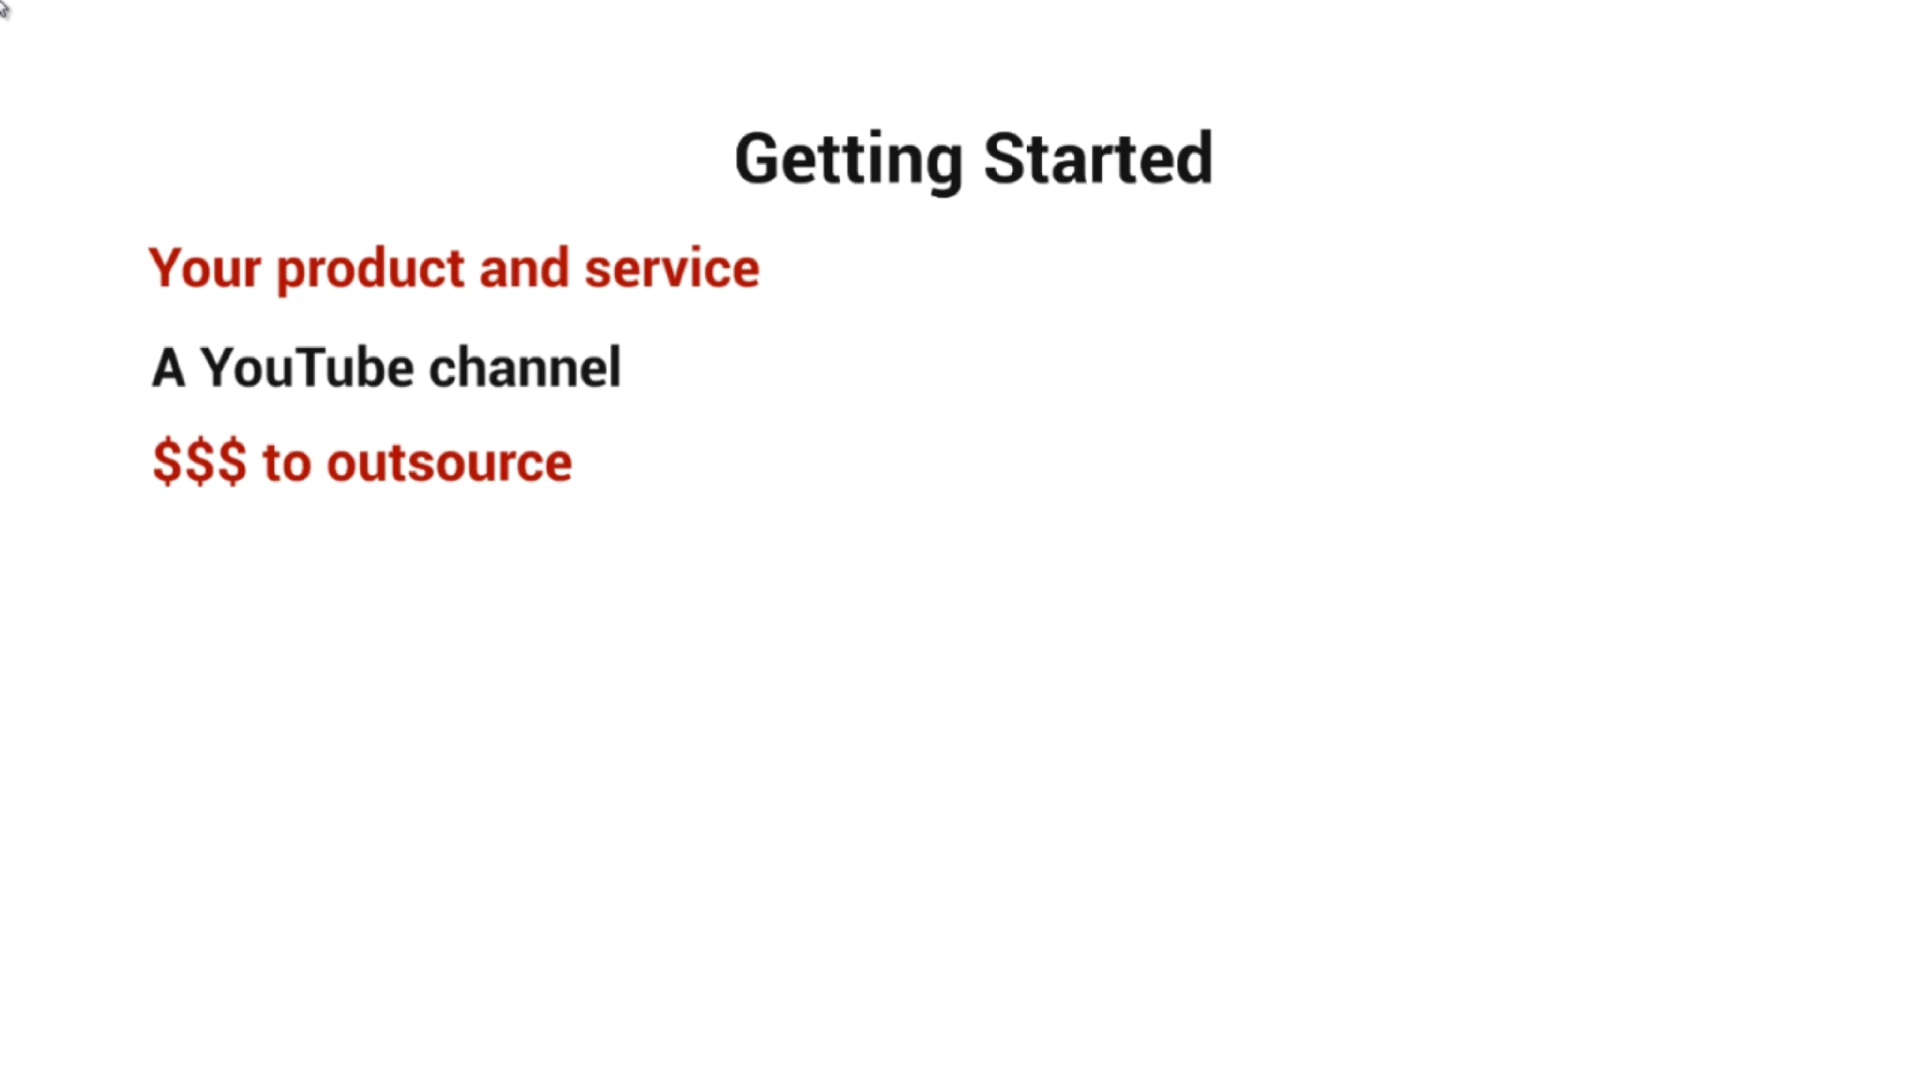 Getting Started
Your product and service
A YouTube channel
$$$ to outsource